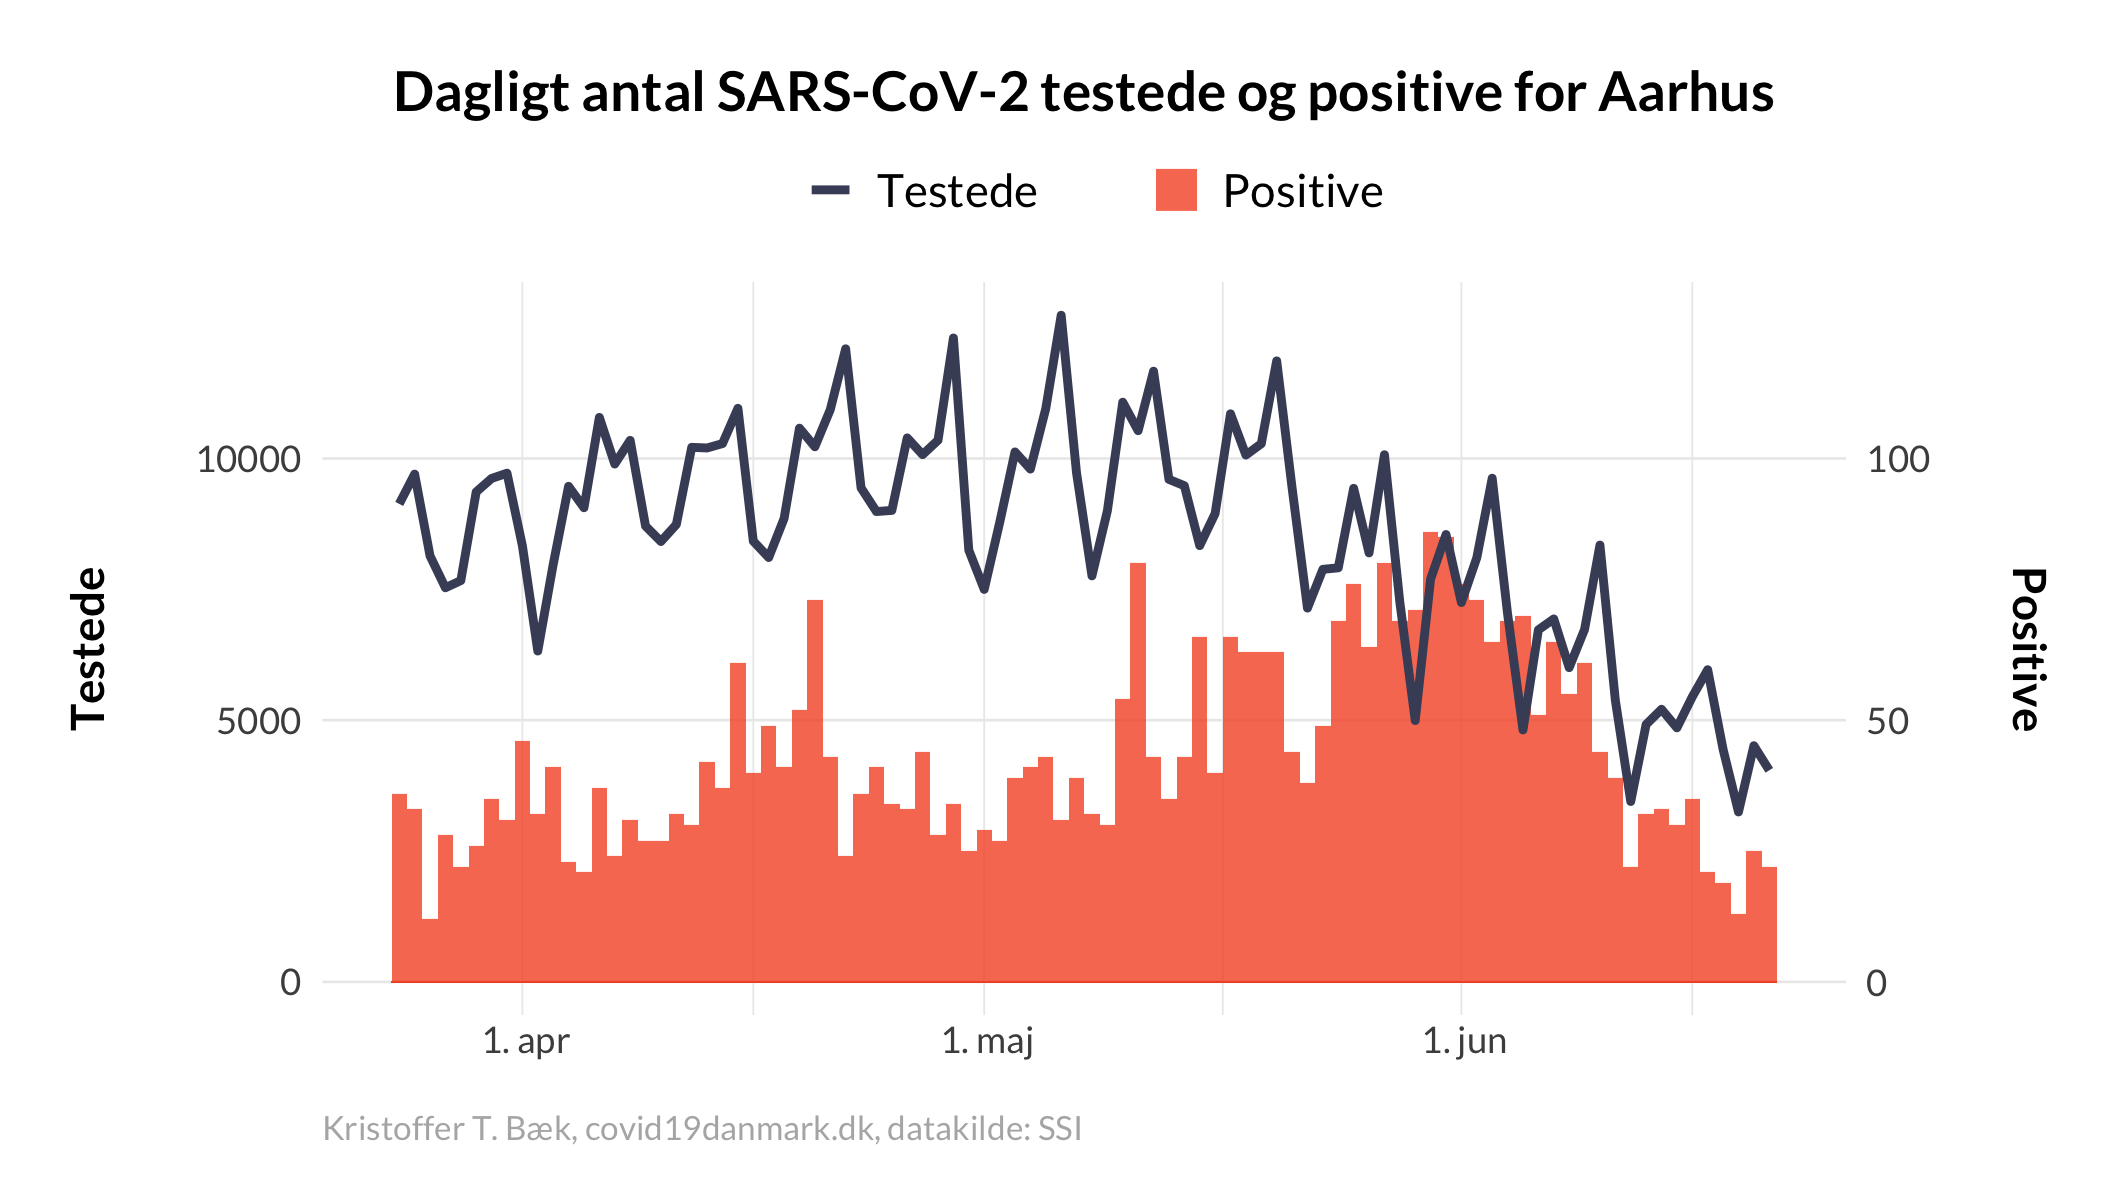 Dagligt antal SARS-CoV-2 testede og positive for Aarhus
Testede Positive
Testede
10000
5000
0
100
50
0
Positive
1. apr 1. maj 1. jun
Kristoffer T. Bæk, covid19danmark.dk, datakilde: SSI